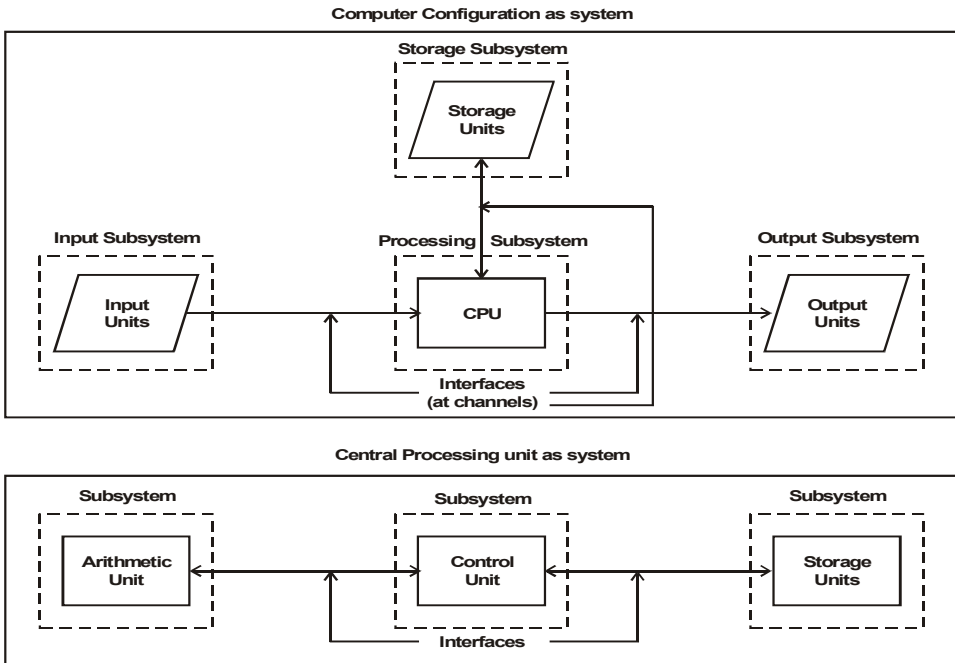 Computer Configuration as system
Storage Subsystem
Storage
Units
Input Subsystem
Processing Subsystem
Output Subsystem
Input
Units
CPU
Output
Units
Interfaces
(at channels)
Central Processing unit as system
Subsystem
Subsystem
Subsystem
Arithmetic
Unit
Control
Unit
Storage
Units
Interfaces